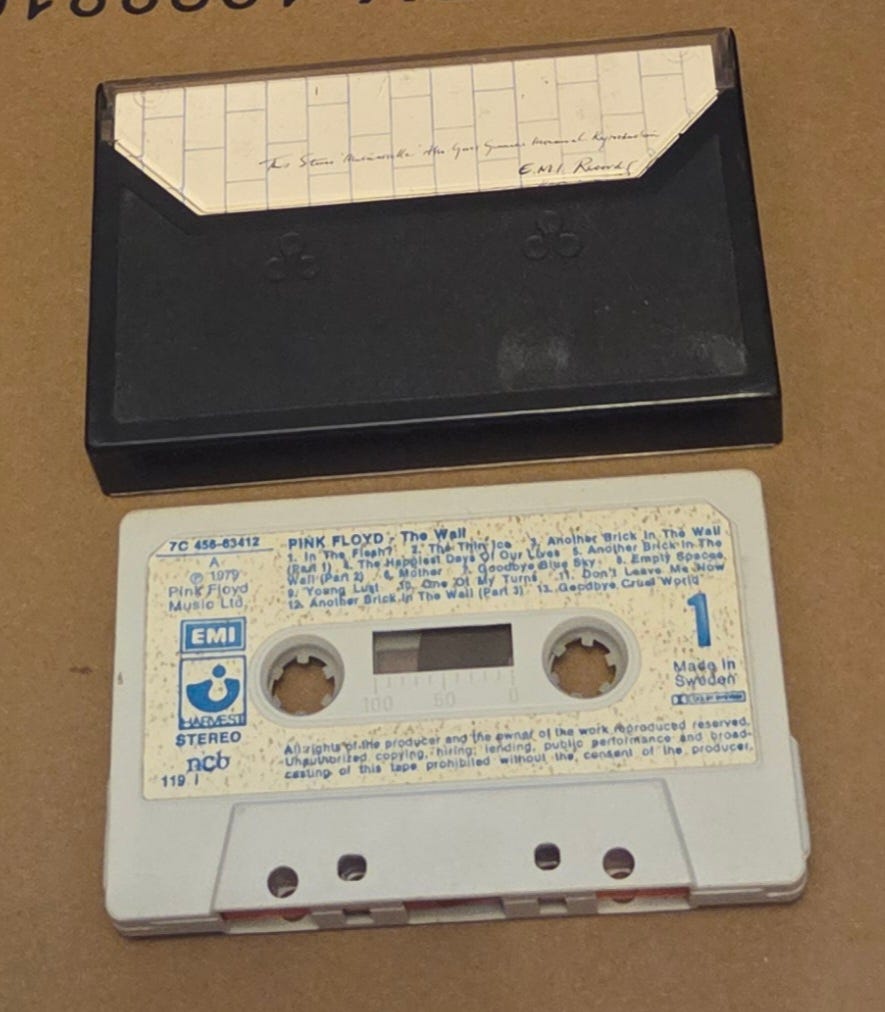 E.M.I. Records
7C 456-63412
A
℗ 1979
Pink Floyd
Music Ltd.
EMI
HARVEST
STEREO
ncb
119 1
PINK FLOYD - The Wall
1. In The Flesh? 2. The Thin Ice 3. Another Brick In The Wall
(Part 1) 4. The Happiest Days Of Our Lives 5. Another Brick In The
Wall (Part 2) 6. Mother 7. Goodbye Blue Sky 8. Empty Spaces
9. Young Lust 10. One Of My Turns 11. Don't Leave Me Now
12. Another Brick In The Wall (Part 3) 13. Goodbye Cruel World
1
Made in
Sweden
100 50 0
All rights of the producer and the owner of the work reproduced reserved.
Unauthorized copying, hiring, lending, public performance and broad-
casting of this tape prohibited without the consent of the producer.